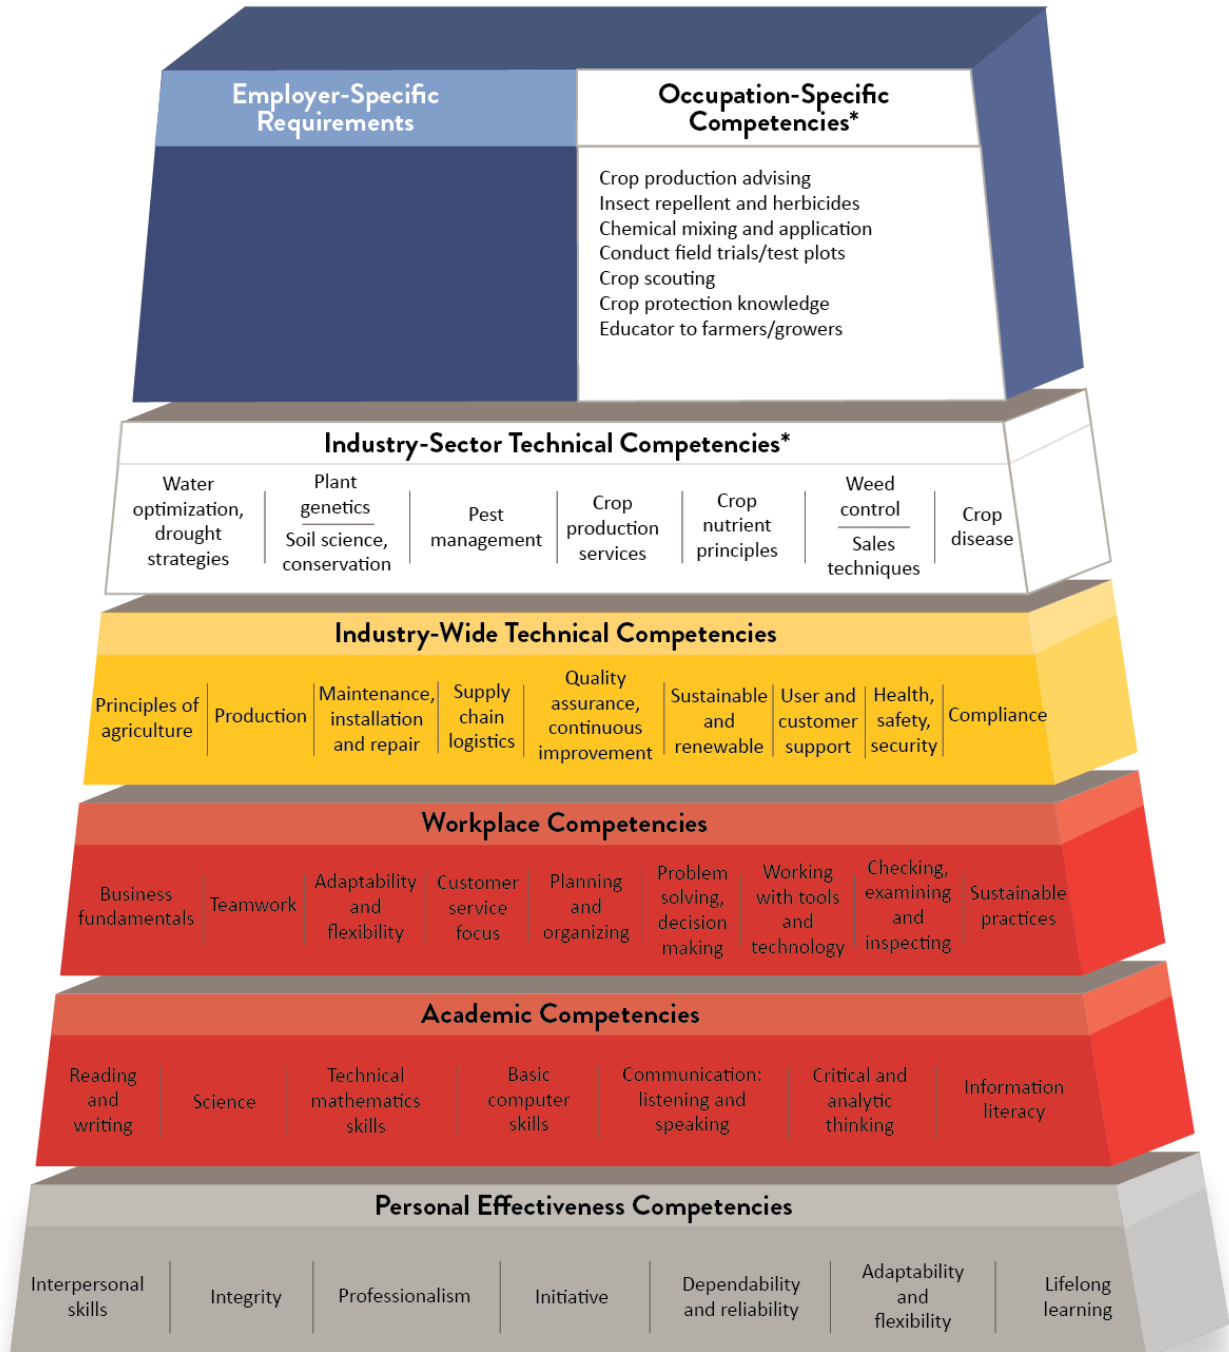 Employer-Specific
Requirements
Occupation-Specific
Competencies*
Crop production advising
Insect repellent and herbicides
Chemical mixing and application
Conduct field trials/test plots
Crop scouting
Crop protection knowledge
Educator to farmers/growers
Industry-Sector Technical Competencies*
Water
optimization,
drought
strategies
Plant
genetics
Soil science,
conservation
Pest
management
Crop
production
services
Crop
nutrient
principles
Weed
control
Sales
techniques
Crop
disease
Industry-Wide Technical Competencies
Principles of
agriculture
Production
Maintenance,
installation
and repair
Supply
chain
logistics
Quality
assurance,
continuous
improvement
Sustainable
and
renewable
User and
customer
support
Health,
safety,
security
Compliance
Workplace Competencies
Business
fundamentals
Teamwork
Adaptability
and
flexibility
Customer
service
focus
Planning
and
organizing
Problem
solving,
decision
making
Working
with tools
and
technology
Checking,
examining
and
inspecting
Sustainable
practices
Academic Competencies
Reading
and
writing
Science
Technical
mathematics
skills
Basic
computer
skills
Communication:
listening and
speaking
Critical and
analytic
thinking
Information
literacy
Personal Effectiveness Competencies
Interpersonal
skills
Integrity
Professionalism
Initiative
Dependability
and reliability
Adaptability
and
flexibility
Lifelong
learning